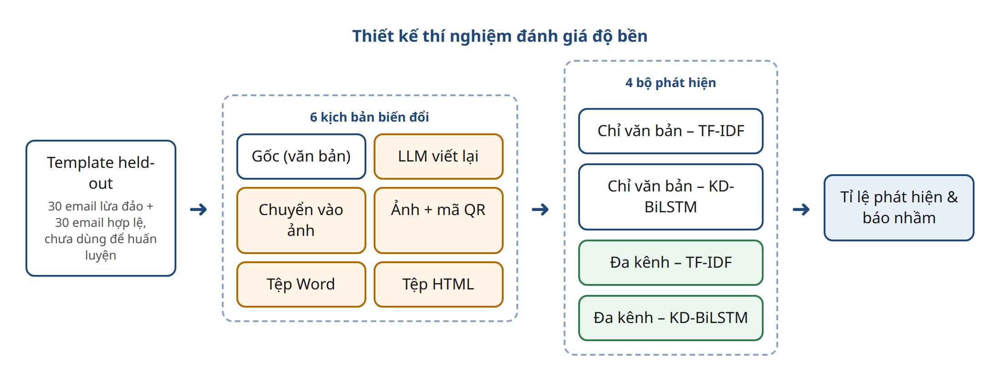 Thiết kế thí nghiệm đánh giá độ bền
Template held-
out
30 email lừa đảo +
30 email hợp lệ,
chưa dùng để huấn
luyện
6 kịch bản biến đổi
Gốc (văn bản)
LLM viết lại
Chuyển vào
ảnh
Ảnh + mã QR
Tệp Word
Tệp HTML
4 bộ phát hiện
Chỉ văn bản – TF-IDF
Chỉ văn bản – KD-
BiLSTM
Đa kênh – TF-IDF
Đa kênh – KD-BiLSTM
Tỉ lệ phát hiện &
báo nhầm